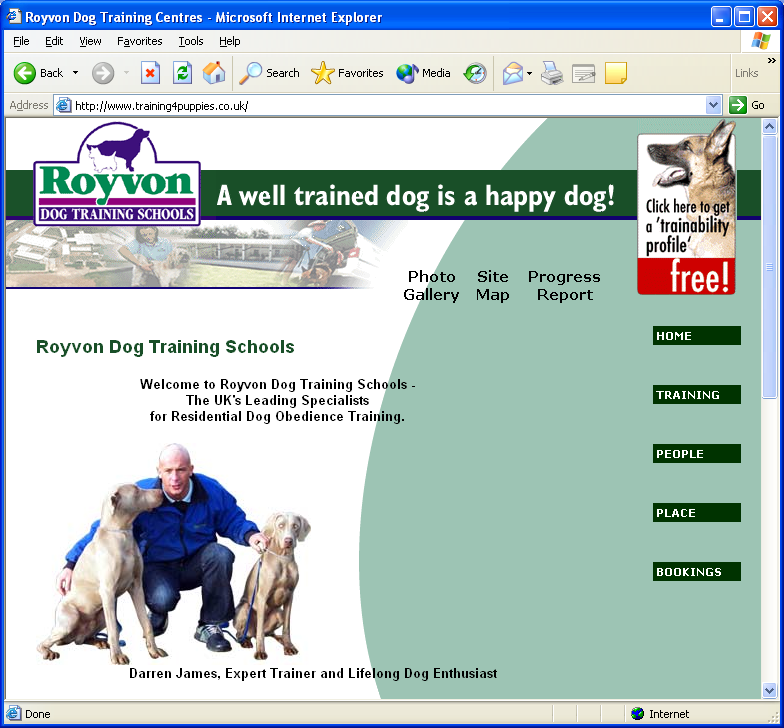 Royvon Dog Training Centres - Microsoft Internet Explorer
File Edit View Favorites Tools Help
Back Search Favorites Media Links
Address http://www.training4puppies.co.uk/ Go
Royvon
DOG TRAINING SCHOOLS
A well trained dog is a happy dog!
Click here to get
a 'trainability
profile'
free!
Photo Gallery
Site Map
Progress Report
Royvon Dog Training Schools
Welcome to Royvon Dog Training Schools -
The UK's Leading Specialists
for Residential Dog Obedience Training.
HOME
TRAINING
PEOPLE
PLACE
BOOKINGS
Darren James, Expert Trainer and Lifelong Dog Enthusiast
Done Internet